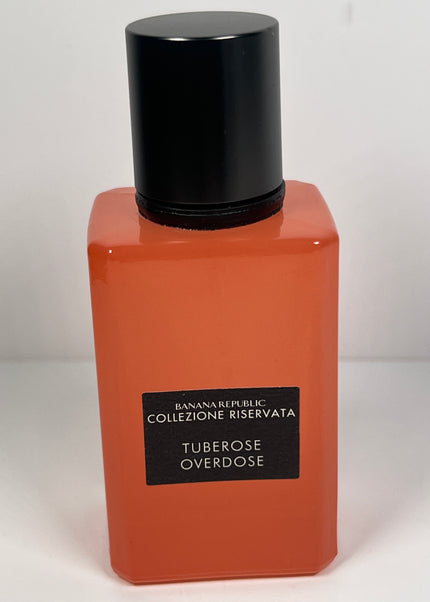 BANANA REPUBLIC
COLLEZIONE RISERVATA
TUBEROSE
OVERDOSE